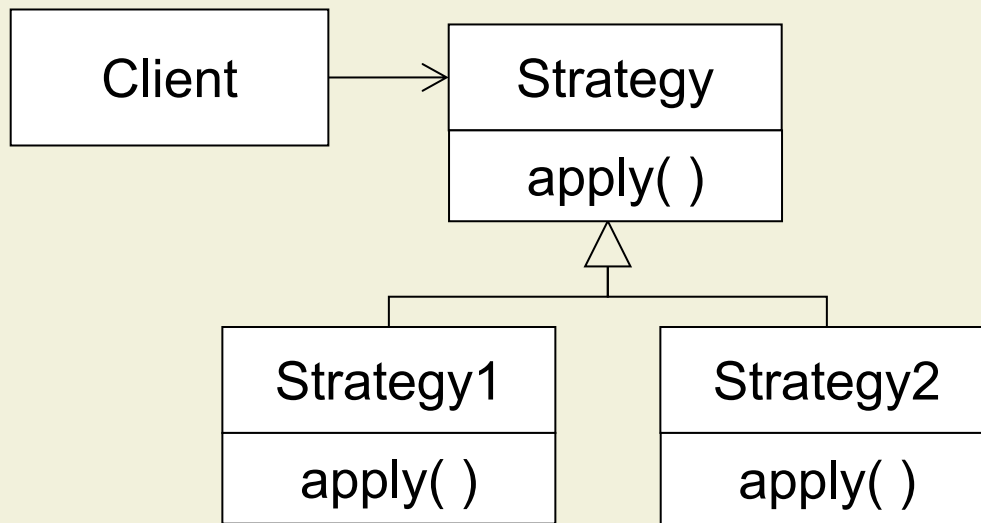 Client
Strategy
apply( )
Strategy1
apply( )
Strategy2
apply( )